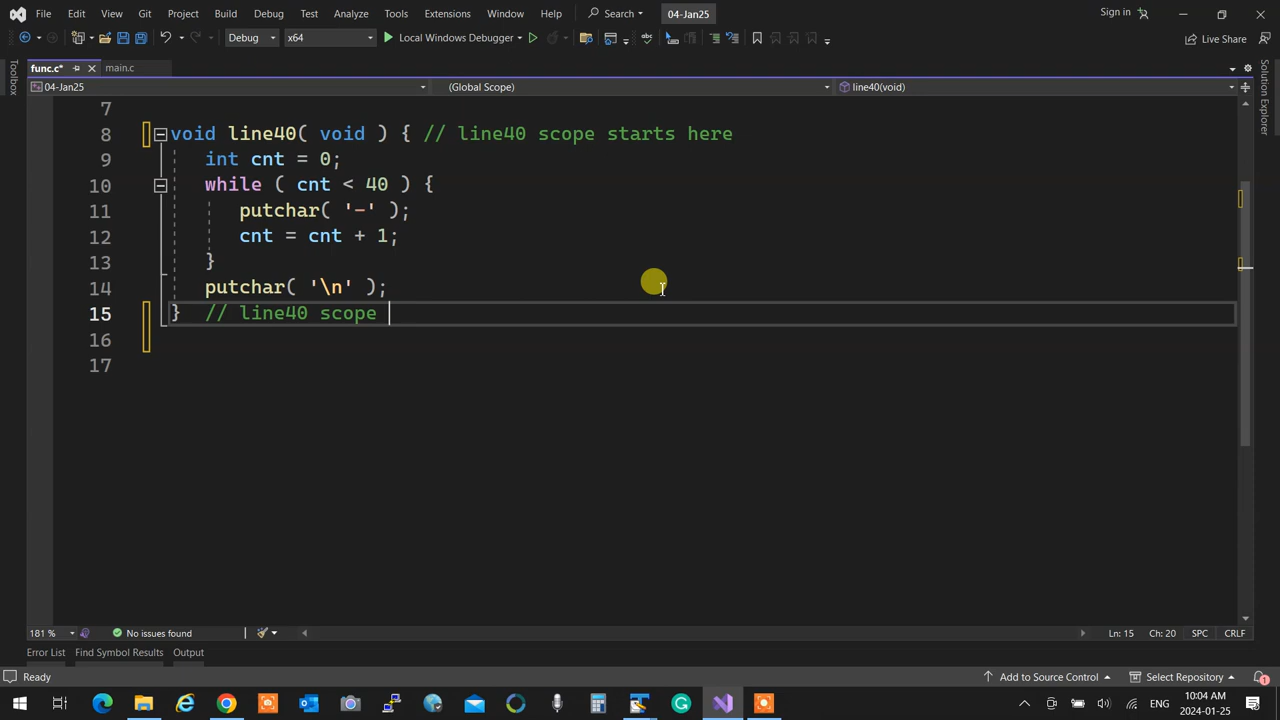 File Edit View Git Project Build Debug Test Analyze Tools Extensions Window Help Search 04-Jan25 Sign in
Debug x64 Local Windows Debugger Live Share
func.c* main.c
04-Jan25 (Global Scope) line40(void)
Toolbox
Solution Explorer
7
8 void line40( void ) { // line40 scope starts here
9 int cnt = 0;
10 while ( cnt < 40 ) {
11 putchar( '-' );
12 cnt = cnt + 1;
13 }
14 putchar( '\n' );
15 } // line40 scope
16
17
181 % No issues found Ln: 15 Ch: 20 SPC CRLF
Error List Find Symbol Results Output
Ready Add to Source Control Select Repository 1
ENG 10:04 AM
2024-01-25